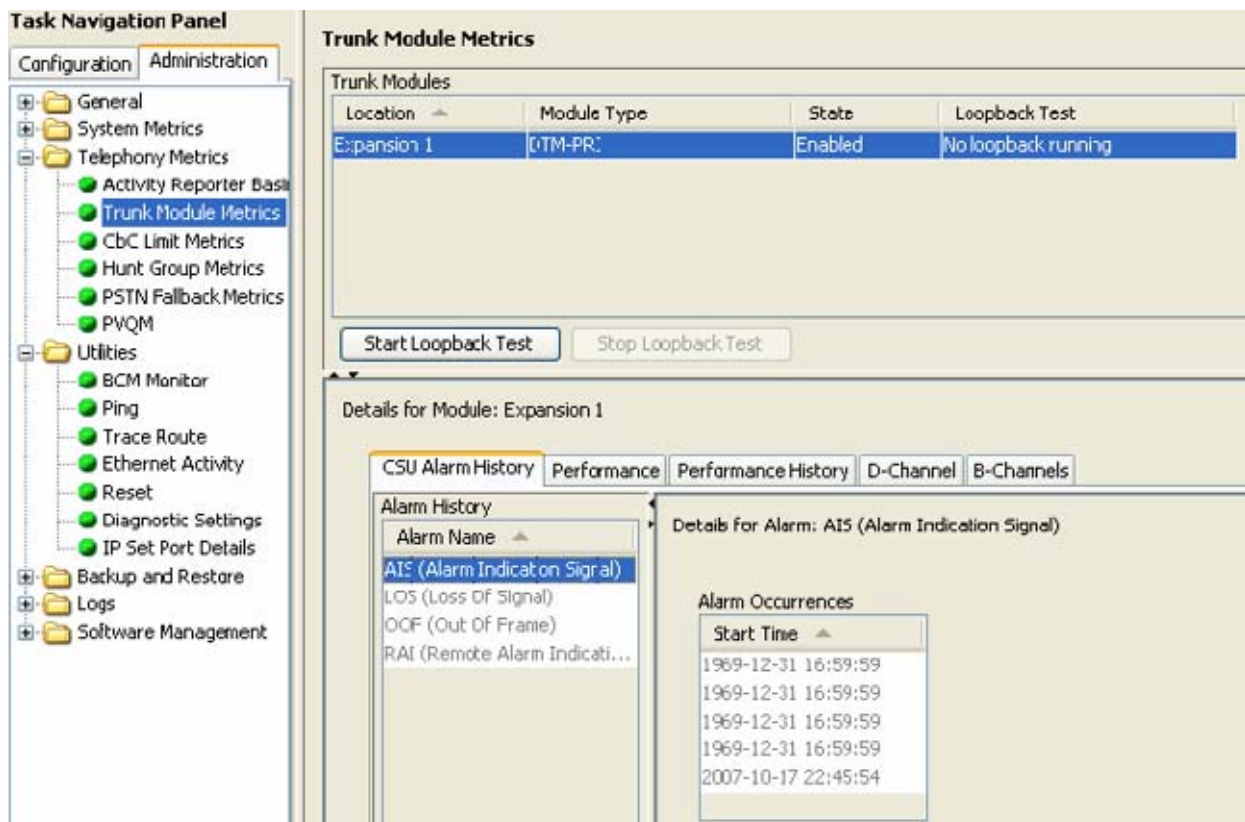 Task Navigation Panel
Configuration
Administration
General
System Metrics
Telephony Metrics
Activity Reporter Basi
Trunk Module Metrics
CbC Limit Metrics
Hunt Group Metrics
PSTN Fallback Metrics
PVQM
Utilities
BCM Monitor
Ping
Trace Route
Ethernet Activity
Reset
Diagnostic Settings
IP Set Port Details
Backup and Restore
Logs
Software Management
Trunk Module Metrics
Trunk Modules
Location Module Type State Loopback Test
Expansion 1 DTM-PRI Enabled No loopback running
Start Loopback Test Stop Loopback Test
Details for Module: Expansion 1
CSU Alarm History Performance Performance History D-Channel B-Channels
Alarm History
Alarm Name
AIS (Alarm Indication Signal)
LOS (Loss Of Signal)
OOF (Out Of Frame)
RAI (Remote Alarm Indicati...
Details for Alarm: AIS (Alarm Indication Signal)
Alarm Occurrences
Start Time
1969-12-31 16:59:59
1969-12-31 16:59:59
1969-12-31 16:59:59
1969-12-31 16:59:59
2007-10-17 22:45:54